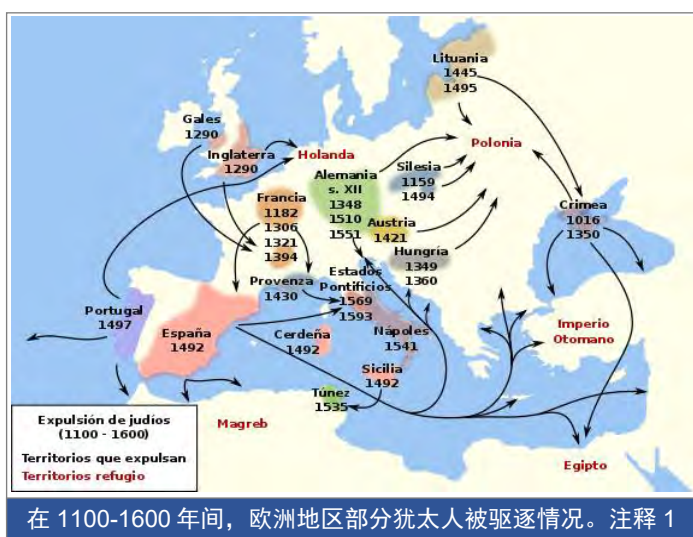 Lituania
1445
1495
Gales
1290
Inglaterra
1290
Holanda
Polonia
Alemania
s. XII
1348
1510
1551
Silesia
1159
1494
Francia
1182
1306
1321
1394
Austria
1421
Crimea
1016
1350
Hungría
1349
1360
Provenza
1430
Estados
Pontificios
1569
1593
Portugal
1497
España
1492
Cerdeña
1492
Nápoles
1541
Imperio
Otomano
Sicilia
1492
Túnez
1535
Magreb
Egipto
Expulsión de judíos
(1100 - 1600)
Territorios que expulsan
Territorios refugio
在 1100-1600 年间，欧洲地区部分犹太人被驱逐情况。注释 1